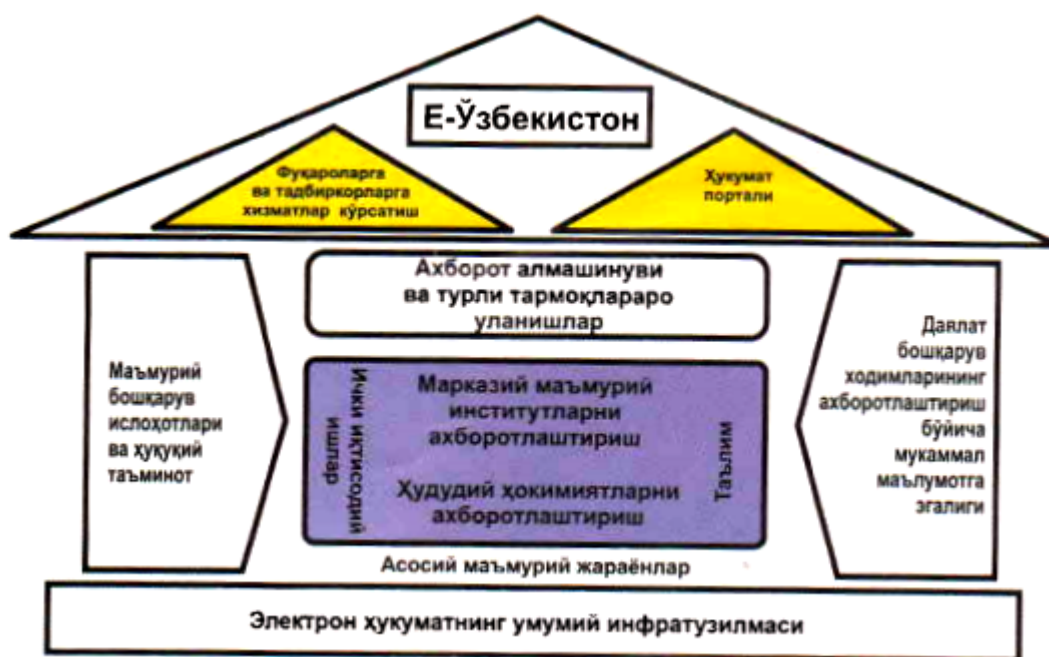 Е-Ўзбекистон
Фуқароларга
ва тадбиркорларга
хизматлар кўрсатиш
Ҳукумат
портали
Ахборот алмашинуви
ва турли тармоқлараро
уланишлар
Маъмурий
бошқарув
ислоҳотлари
ва ҳуқуқий
таъминот
Ички иқтисодий
ишлар
Марказий маъмурий
институтларни
ахборотлаштириш
Ҳудудий ҳокимиятларни
ахборотлаштириш
Таълим
Даялат
бошқарув
ходимларининг
ахборотлаштириш
бўйича
мукаммал
маълумотга
эгалиги
Асосий маъмурий жараёнлар
Электрон ҳукуматнинг умумий инфратузилмаси